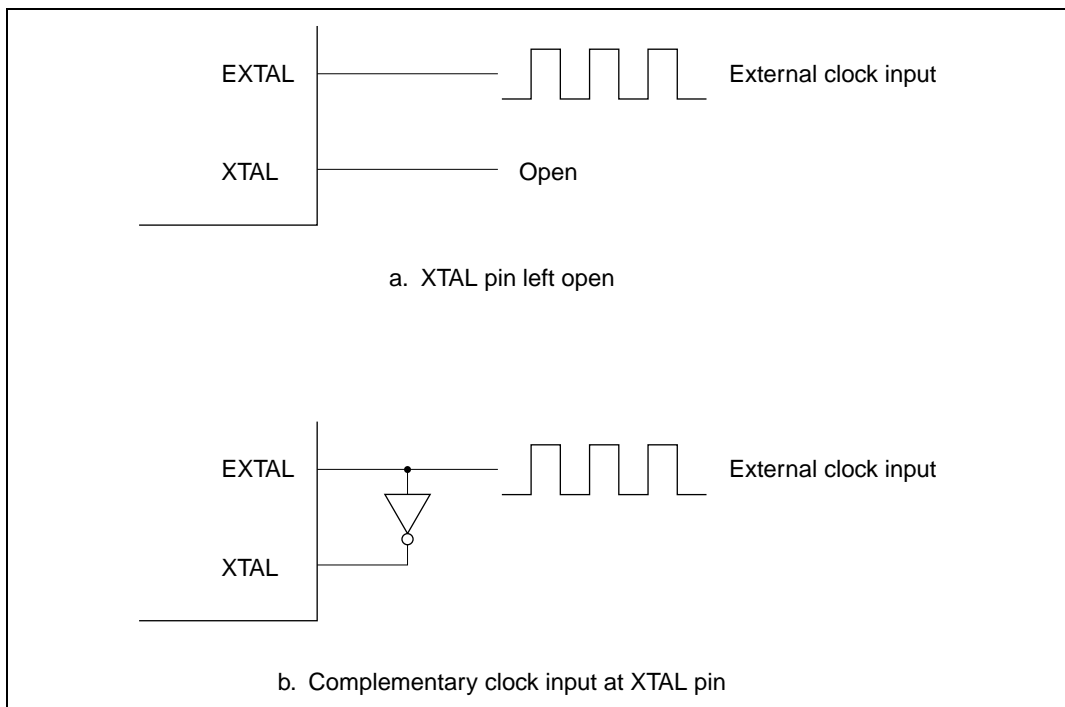 EXTAL
External clock input
XTAL
Open
a. XTAL pin left open
EXTAL
External clock input
XTAL
b. Complementary clock input at XTAL pin